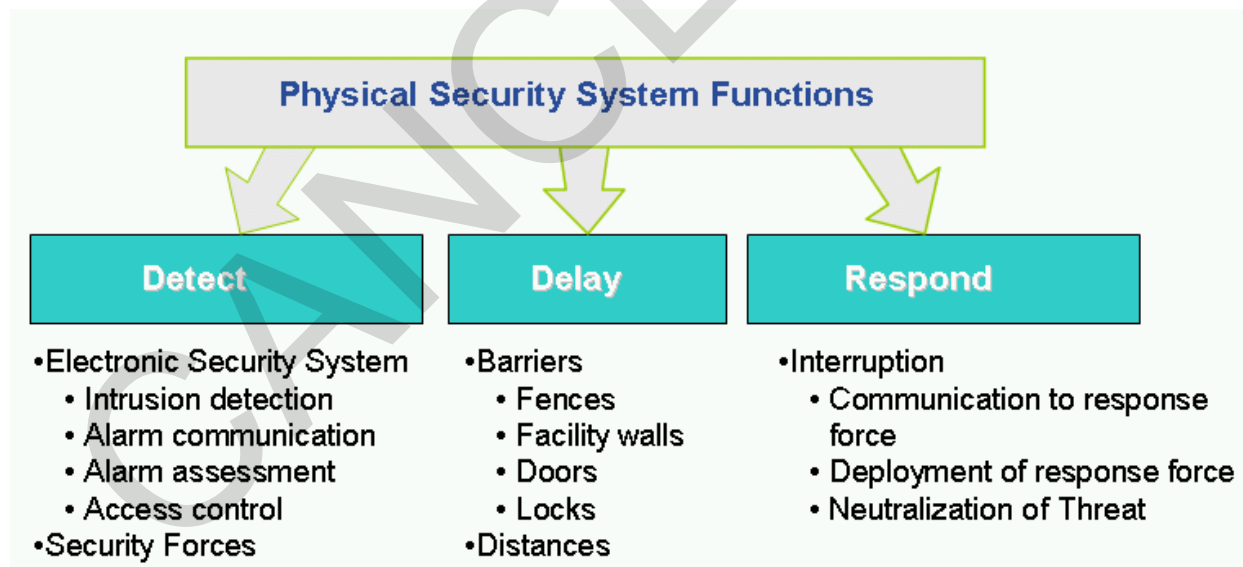 Physical Security System Functions
Detect
•Electronic Security System
• Intrusion detection
• Alarm communication
• Alarm assessment
• Access control
•Security Forces
Delay
•Barriers
• Fences
• Facility walls
• Doors
• Locks
•Distances
Respond
•Interruption
• Communication to response
force
• Deployment of response force
• Neutralization of Threat